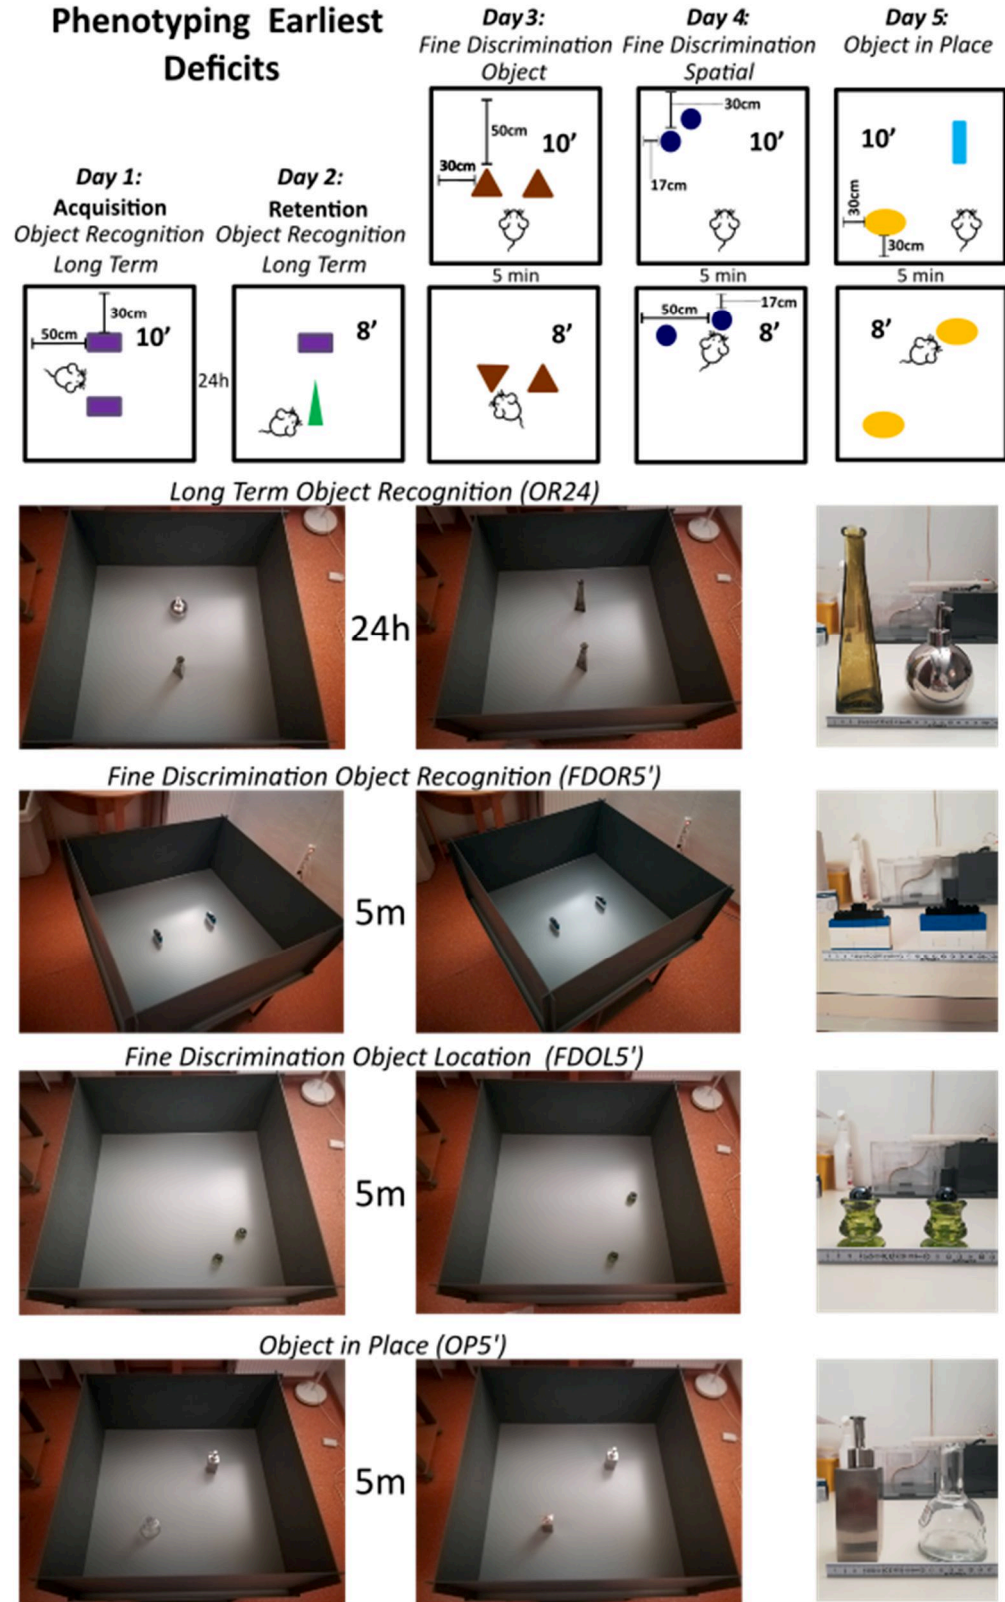 Phenotyping Earliest
Deficits
Day 1:
Acquisition
Object Recognition
Long Term
30cm
50cm
10’
24h
Day 2:
Retention
Object Recognition
Long Term
8’
Day 3:
Fine Discrimination
Object
50cm
10’
30cm
5 min
8’
Day 4:
Fine Discrimination
Spatial
30cm
10’
17cm
5 min
17cm
50cm
8’
Day 5:
Object in Place
10’
30cm
30cm
5 min
8’
Long Term Object Recognition (OR24)
24h
Fine Discrimination Object Recognition (FDOR5')
5m
Fine Discrimination Object Location (FDOL5')
5m
Object in Place (OP5')
5m